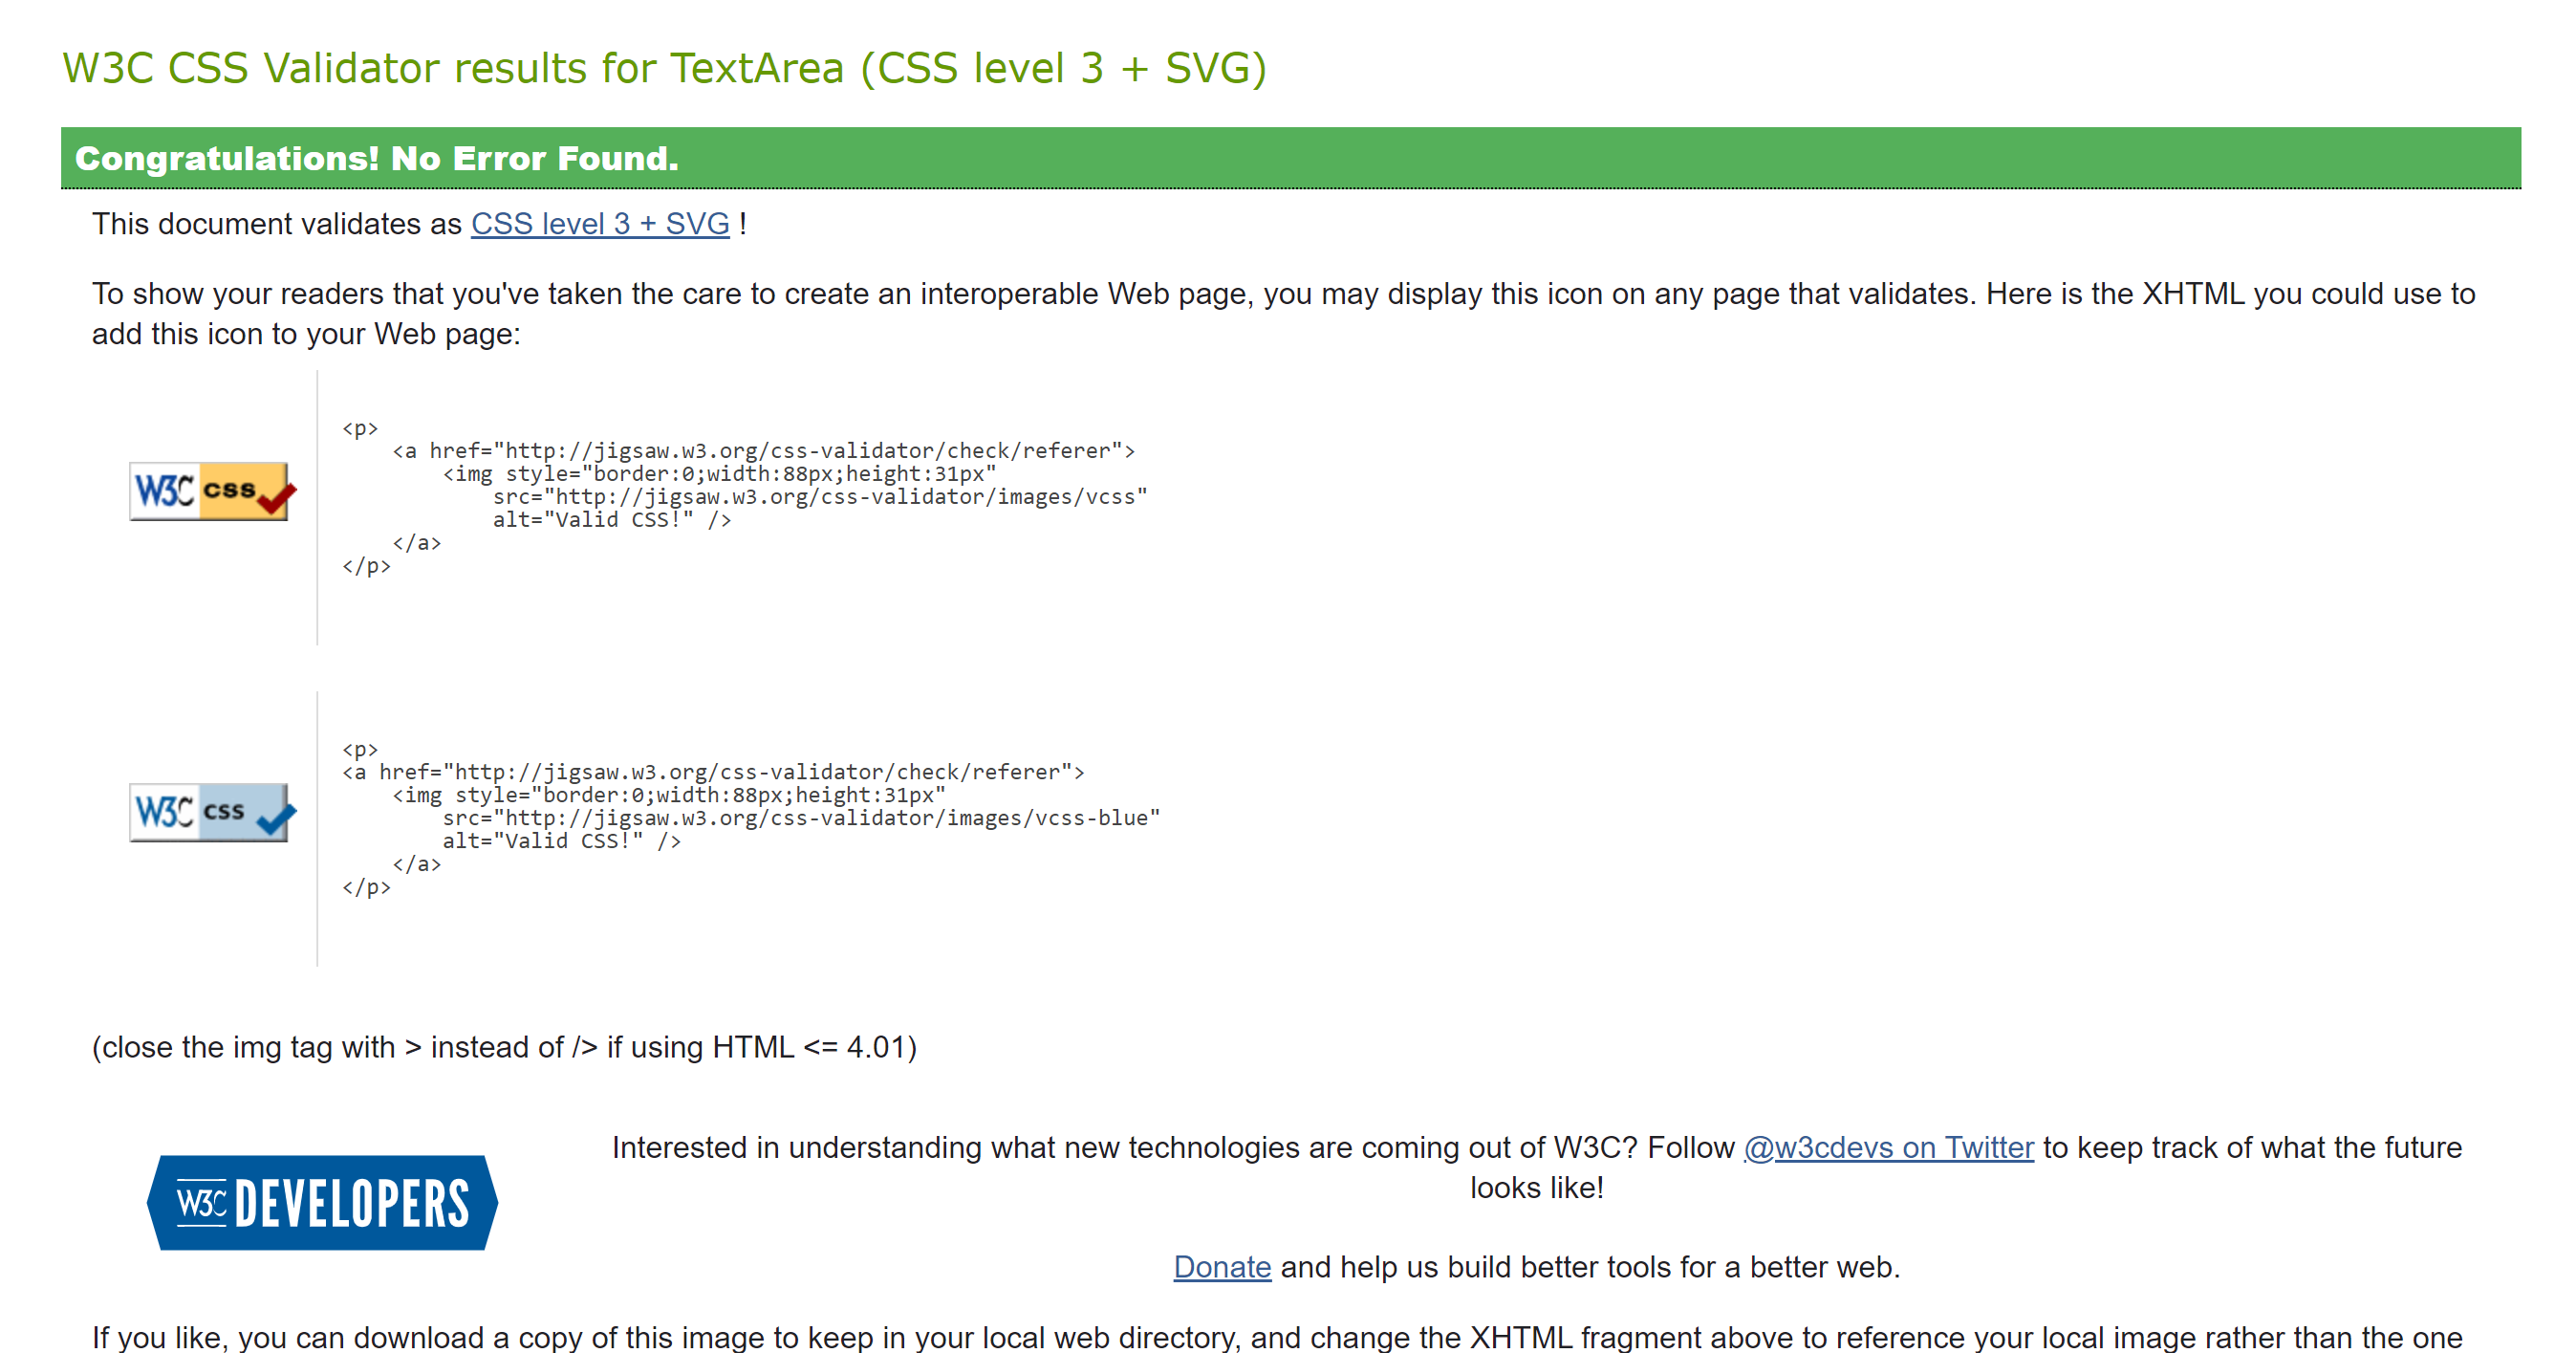 W3C CSS Validator results for TextArea (CSS level 3 + SVG)
Congratulations! No Error Found.
This document validates as CSS level 3 + SVG !
To show your readers that you've taken the care to create an interoperable Web page, you may display this icon on any page that validates. Here is the XHTML you could use to
add this icon to your Web page:
W3C css
<p>
    <a href="http://jigsaw.w3.org/css-validator/check/referer">
        <img style="border:0;width:88px;height:31px"
            src="http://jigsaw.w3.org/css-validator/images/vcss"
            alt="Valid CSS!" />
    </a>
</p>
W3C css
<p>
<a href="http://jigsaw.w3.org/css-validator/check/referer">
    <img style="border:0;width:88px;height:31px"
        src="http://jigsaw.w3.org/css-validator/images/vcss-blue"
        alt="Valid CSS!" />
    </a>
</p>
(close the img tag with > instead of /> if using HTML <= 4.01)
W3C DEVELOPERS
Interested in understanding what new technologies are coming out of W3C? Follow @w3cdevs on Twitter to keep track of what the future
looks like!
Donate and help us build better tools for a better web.
If you like, you can download a copy of this image to keep in your local web directory, and change the XHTML fragment above to reference your local image rather than the one